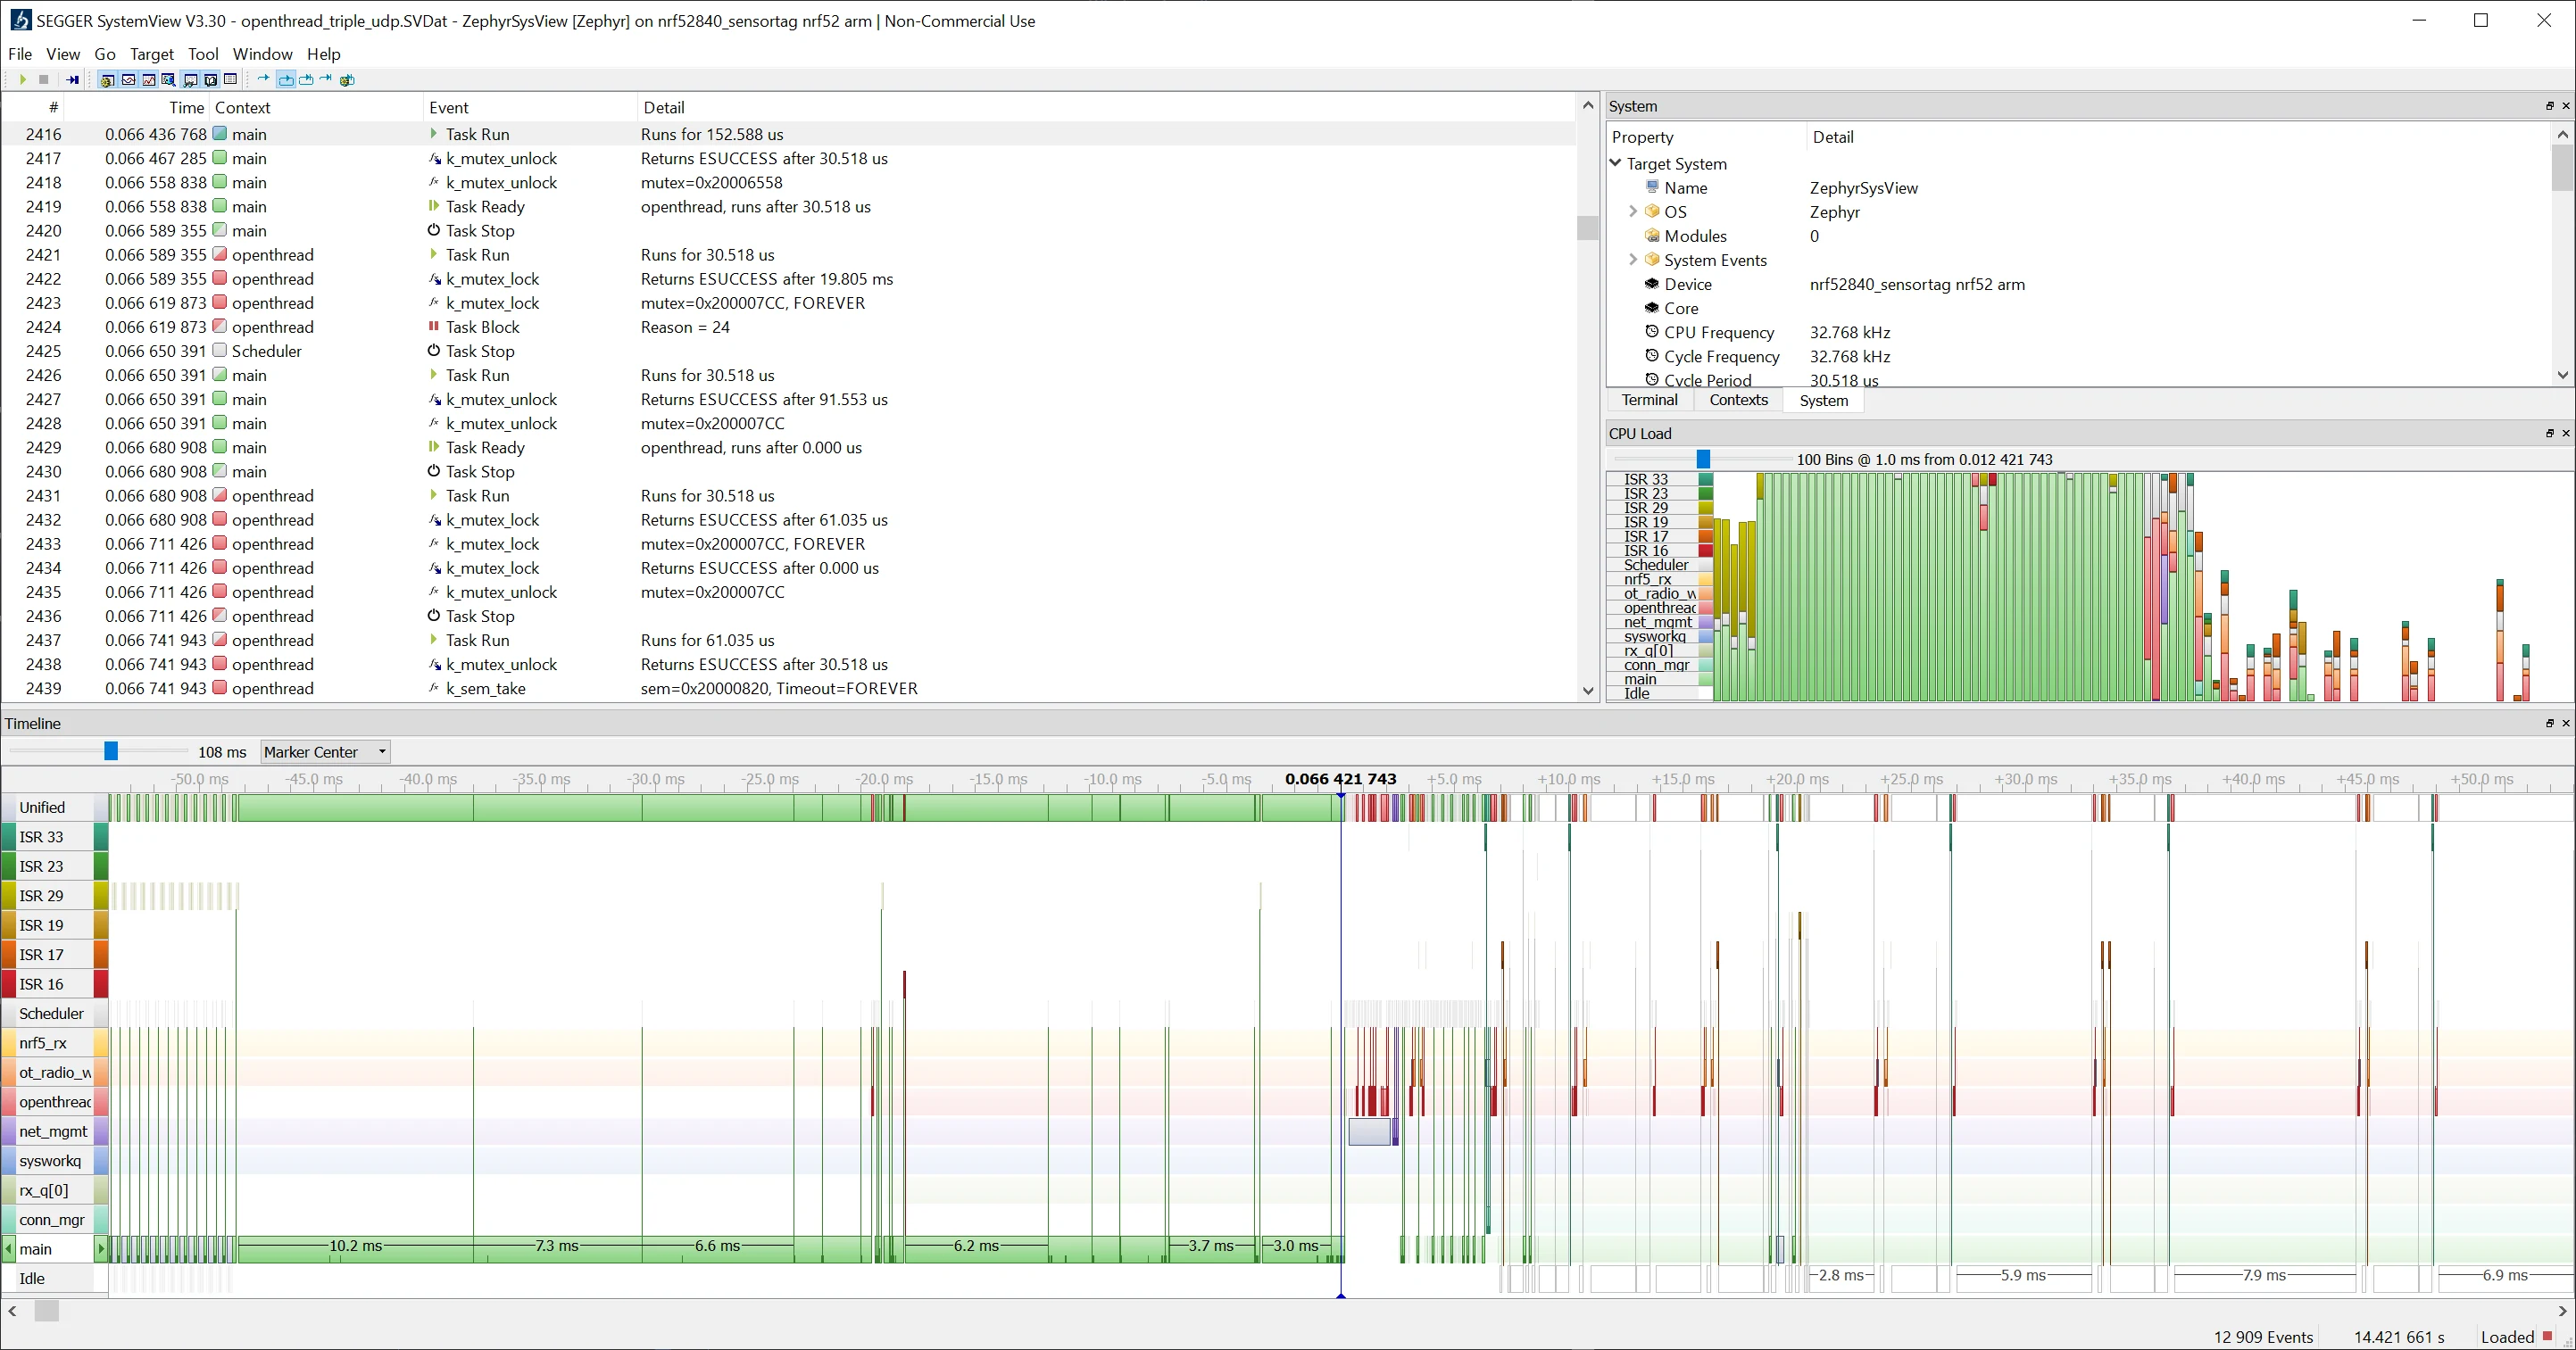 SEGGER SystemView V3.30 - openthread_triple_udp.SVDat - ZephyrSysView [Zephyr] on nrf52840_sensortag nrf52 arm | Non-Commercial Use
File View Go Target Tool Window Help
# Time Context Event Detail
2416 0.066 436 768 main Task Run Runs for 152.588 us
2417 0.066 467 285 main k_mutex_unlock Returns ESUCCESS after 30.518 us
2418 0.066 558 838 main k_mutex_unlock mutex=0x20006558
2419 0.066 558 838 main Task Ready openthread, runs after 30.518 us
2420 0.066 589 355 main Task Stop
2421 0.066 589 355 openthread Task Run Runs for 30.518 us
2422 0.066 589 355 openthread k_mutex_lock Returns ESUCCESS after 19.805 ms
2423 0.066 619 873 openthread k_mutex_lock mutex=0x200007CC, FOREVER
2424 0.066 619 873 openthread Task Block Reason = 24
2425 0.066 650 391 Scheduler Task Stop
2426 0.066 650 391 main Task Run Runs for 30.518 us
2427 0.066 650 391 main k_mutex_unlock Returns ESUCCESS after 91.553 us
2428 0.066 650 391 main k_mutex_unlock mutex=0x200007CC
2429 0.066 680 908 main Task Ready openthread, runs after 0.000 us
2430 0.066 680 908 main Task Stop
2431 0.066 680 908 openthread Task Run Runs for 30.518 us
2432 0.066 680 908 openthread k_mutex_lock Returns ESUCCESS after 61.035 us
2433 0.066 711 426 openthread k_mutex_lock mutex=0x200007CC, FOREVER
2434 0.066 711 426 openthread k_mutex_lock Returns ESUCCESS after 0.000 us
2435 0.066 711 426 openthread k_mutex_unlock mutex=0x200007CC
2436 0.066 711 426 openthread Task Stop
2437 0.066 741 943 openthread Task Run Runs for 61.035 us
2438 0.066 741 943 openthread k_mutex_unlock Returns ESUCCESS after 30.518 us
2439 0.066 741 943 openthread k_sem_take sem=0x20000820, Timeout=FOREVER
System
Property Detail
Target System
Name ZephyrSysView
OS Zephyr
Modules 0
System Events
Device nrf52840_sensortag nrf52 arm
Core
CPU Frequency 32.768 kHz
Cycle Frequency 32.768 kHz
Cycle Period 30.518 us
Terminal Contexts System
CPU Load
100 Bins @ 1.0 ms from 0.012 421 743
ISR 33
ISR 23
ISR 29
ISR 19
ISR 17
ISR 16
Scheduler
nrf5_rx
ot_radio_w
openthread
net_mgmt
sysworkq
rx_q[0]
conn_mgr
main
Idle
Timeline
108 ms Marker Center
-50.0 ms -45.0 ms -40.0 ms -35.0 ms -30.0 ms -25.0 ms -20.0 ms -15.0 ms -10.0 ms -5.0 ms 0.066 421 743 +5.0 ms +10.0 ms +15.0 ms +20.0 ms +25.0 ms +30.0 ms +35.0 ms +40.0 ms +45.0 ms +50.0 ms
Unified
ISR 33
ISR 23
ISR 29
ISR 19
ISR 17
ISR 16
Scheduler
nrf5_rx
ot_radio_w
openthreac
net_mgmt
sysworkq
rx_q[0]
conn_mgr
main 10.2 ms 7.3 ms 6.6 ms 6.2 ms 3.7 ms 3.0 ms
Idle 2.8 ms 5.9 ms 7.9 ms 6.9 ms
12 909 Events 14.421 661 s Loaded